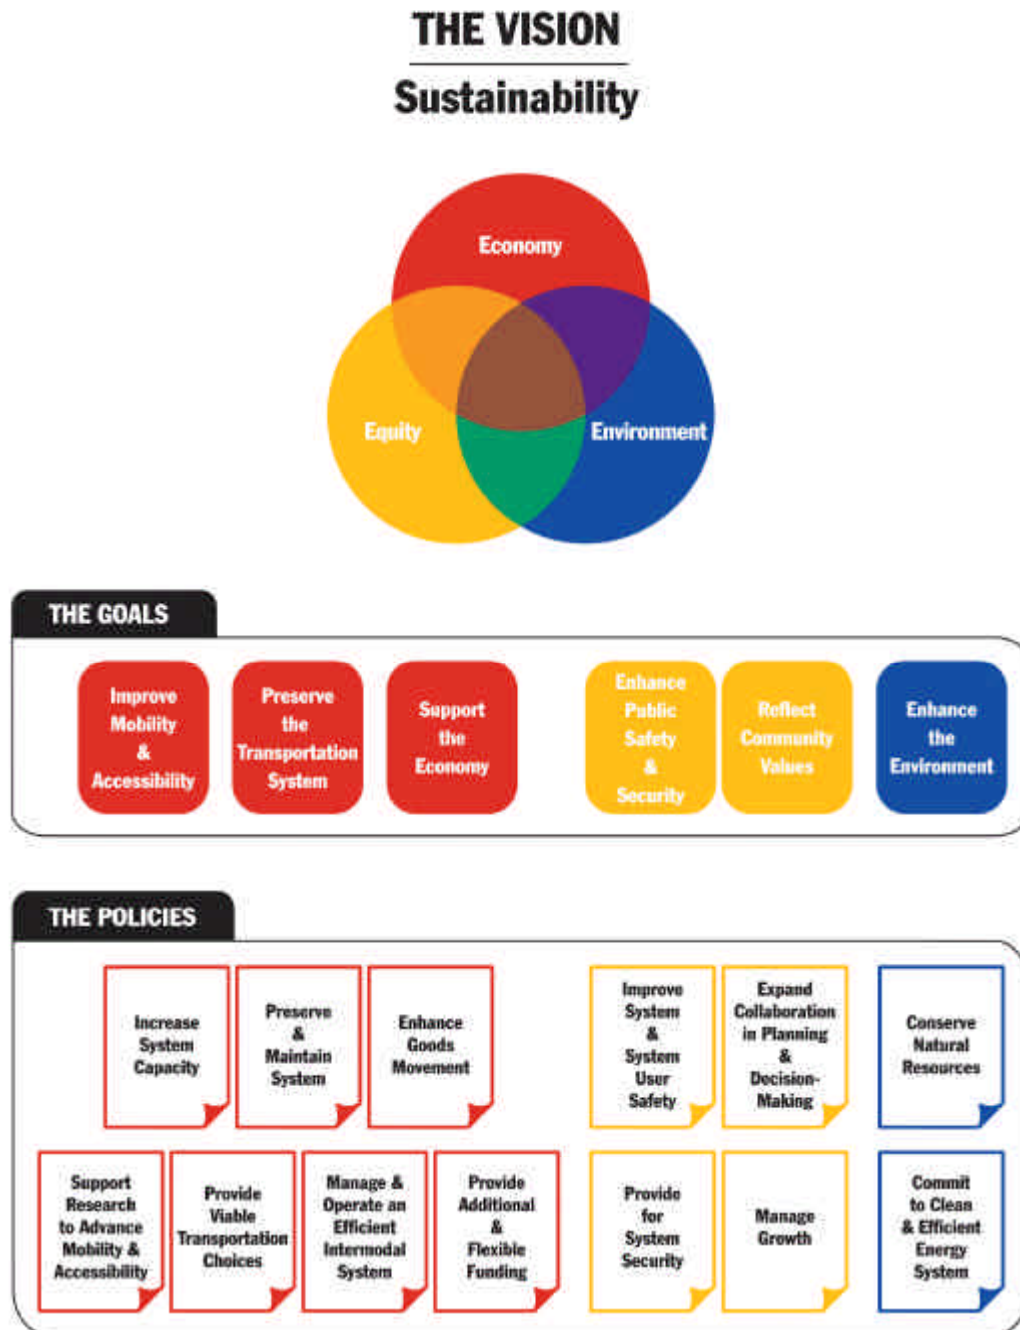 THE VISION
Sustainability
Economy
Equity
Environment
THE GOALS
Improve
Mobility
&
Accessibility
Preserve
the
Transportation
System
Support
the
Economy
Enhance
Public
Safety
&
Security
Reflect
Community
Values
Enhance
the
Environment
THE POLICIES
Increase
System
Capacity
Preserve
&
Maintain
System
Enhance
Goods
Movement
Improve
System
&
System
User
Safety
Expand
Collaboration
in Planning
&
Decision-
Making
Conserve
Natural
Resources
Support
Research
to Advance
Mobility &
Accessibility
Provide
Viable
Transportation
Choices
Manage &
Operate an
Efficient
Intermodal
System
Provide
Additional
&
Flexible
Funding
Provide
for
System
Security
Manage
Growth
Commit
to Clean
& Efficient
Energy
System